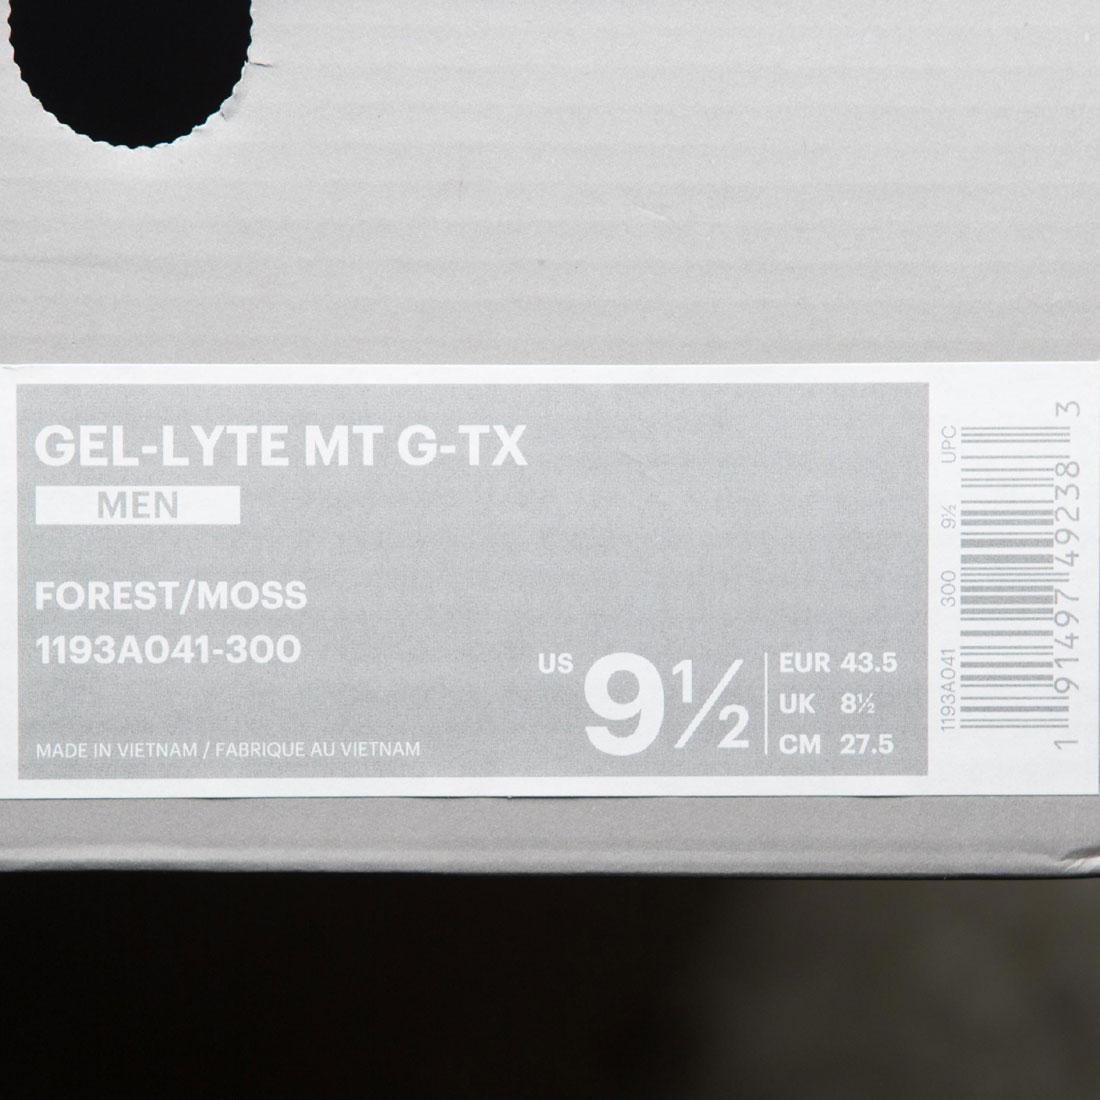 GEL-LYTE MT G-TX
MEN
FOREST/MOSS
1193A041-300
MADE IN VIETNAM / FABRIQUE AU VIETNAM
US 9½
EUR 43.5
UK 8½
CM 27.5
1193A041 300 9½ UPC
1 91497 49238 3